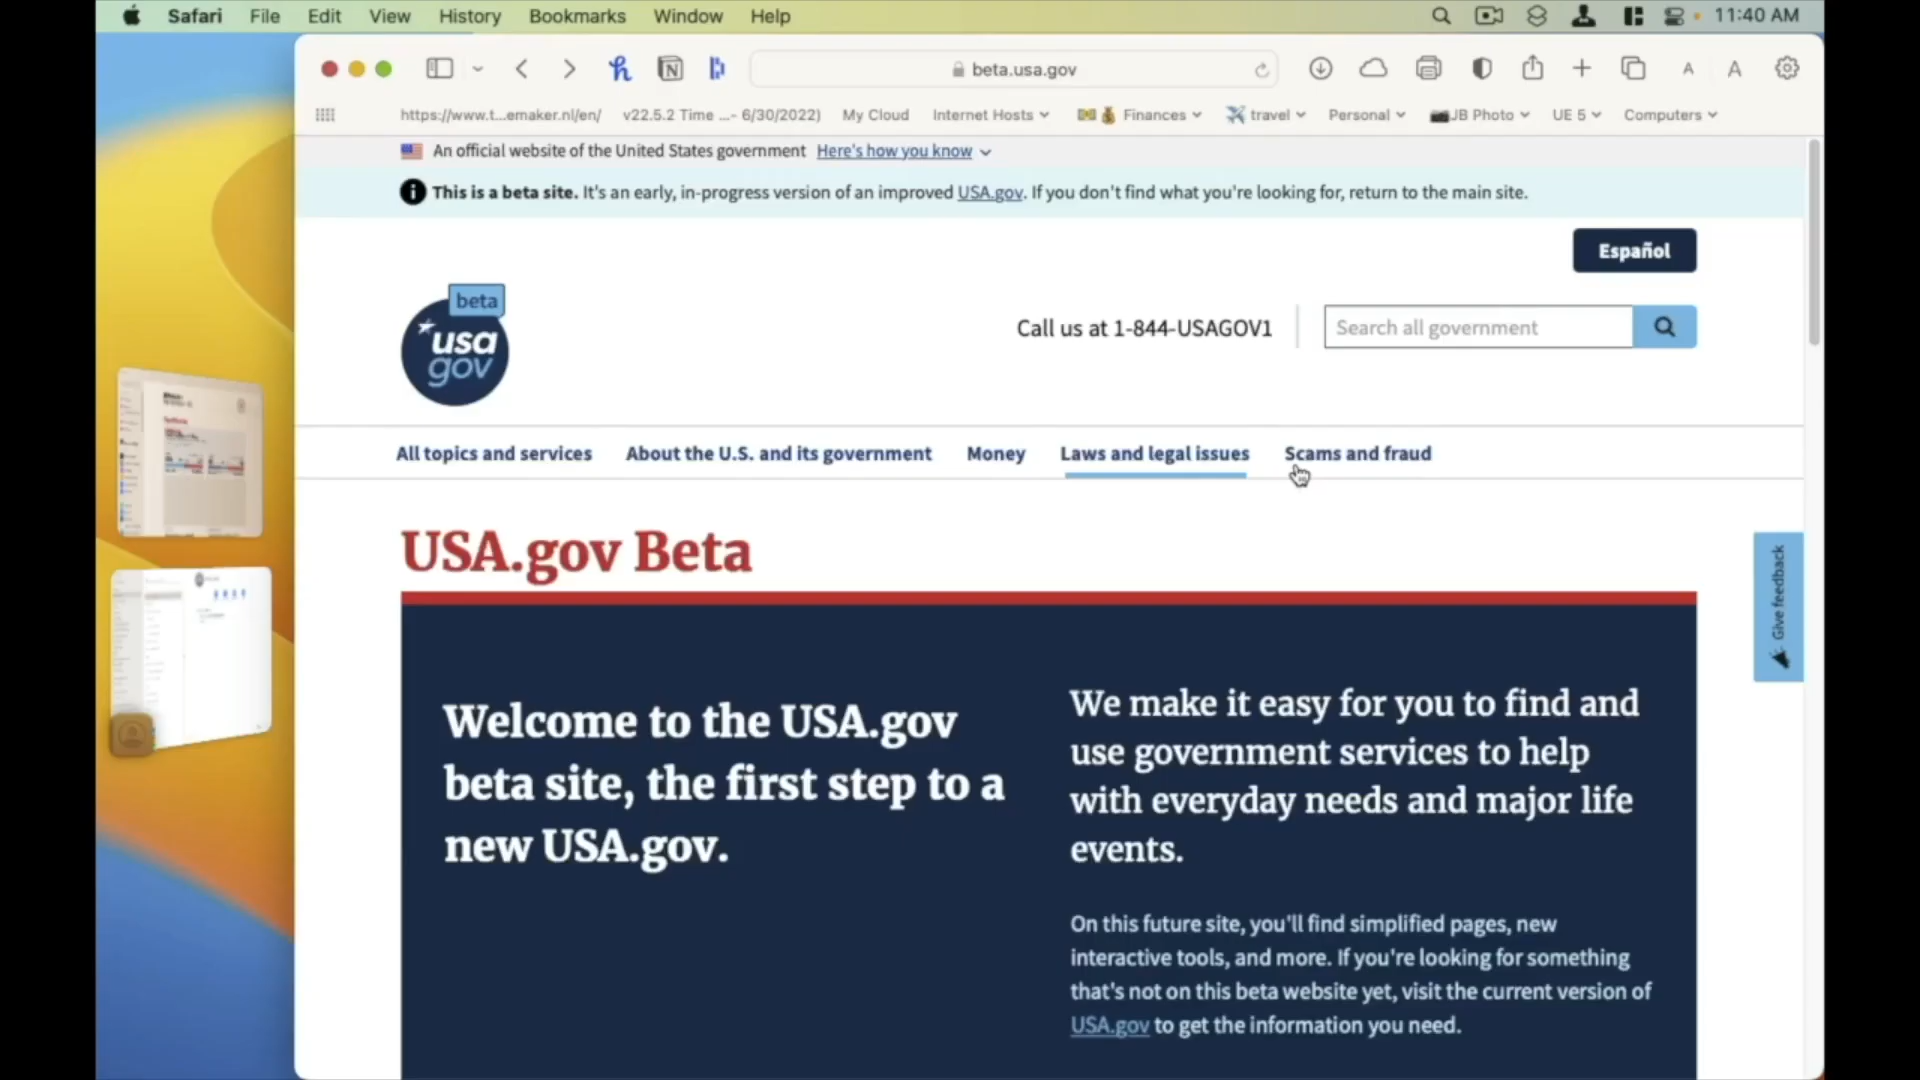 Safari File Edit View History Bookmarks Window Help 11:40 AM
beta.usa.gov
A A
https://www.t...emaker.nl/en/ v22.5.2 Time ...- 6/30/2022) My Cloud Internet Hosts Finances travel Personal JB Photo UE 5 Computers
An official website of the United States government Here's how you know
This is a beta site. It's an early, in-progress version of an improved USA.gov. If you don't find what you're looking for, return to the main site.
Español
beta
usa
gov
Call us at 1-844-USAGOV1
Search all government
All topics and services About the U.S. and its government Money Laws and legal issues Scams and fraud
USA.gov Beta
Give feedback
Welcome to the USA.gov
beta site, the first step to a
new USA.gov.
We make it easy for you to find and
use government services to help
with everyday needs and major life
events.
On this future site, you'll find simplified pages, new
interactive tools, and more. If you're looking for something
that's not on this beta website yet, visit the current version of
USA.gov to get the information you need.